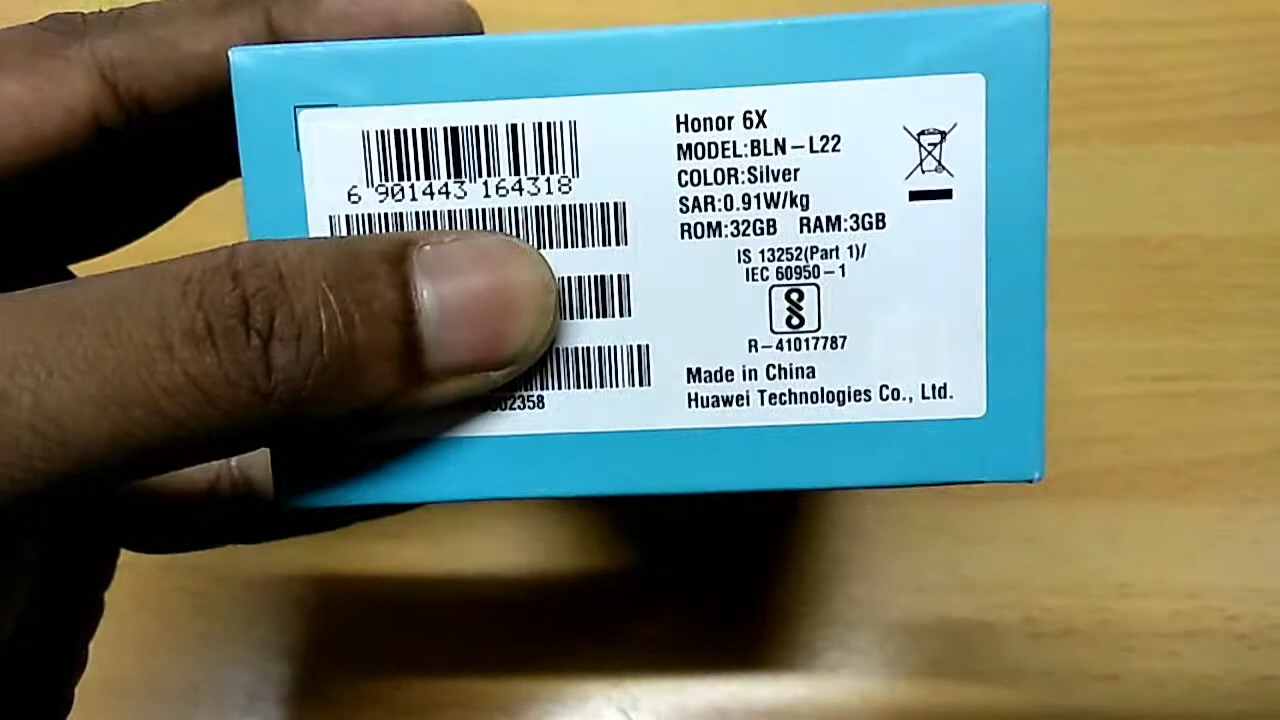 6 901443 164318
Honor 6X
MODEL:BLN-L22
COLOR:Silver
SAR:0.91W/kg
ROM:32GB RAM:3GB
IS 13252(Part 1)/
IEC 60950-1
R-41017787
Made in China
Huawei Technologies Co., Ltd.
02358